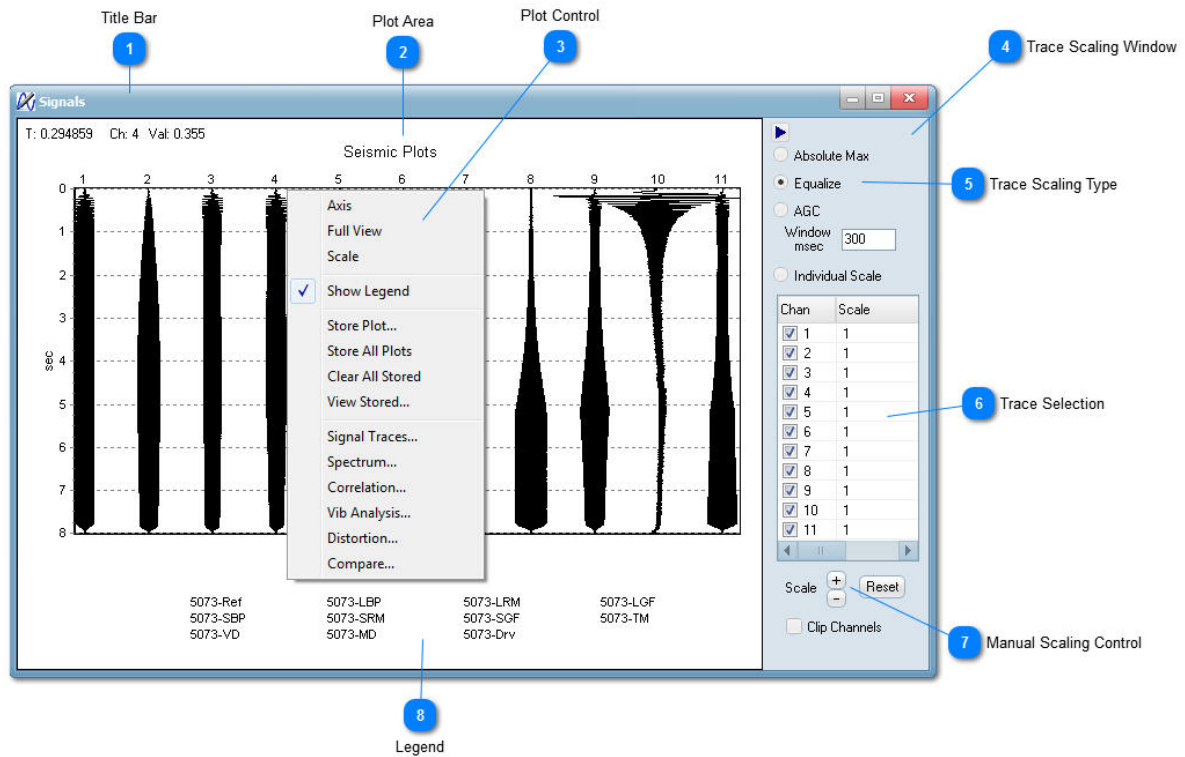 Title Bar
1
Plot Area
2
Plot Control
3
4
Trace Scaling Window
Signals
T: 0.294859 Ch: 4 Val: 0.355
Seismic Plots
1 2 3 4 5 6 7 8 9 10 11
0
1
2
3
4
5
6
7
8
sec
Axis
Full View
Scale
Show Legend
Store Plot...
Store All Plots
Clear All Stored
View Stored...
Signal Traces...
Spectrum...
Correlation...
Vib Analysis...
Distortion...
Compare...
Absolute Max
Equalize
5
Trace Scaling Type
AGC
Window
msec
300
Individual Scale
Chan Scale
1 1
2 1
3 1
4 1
5 1
6 1
7 1
8 1
9 1
10 1
11 1
6
Trace Selection
Scale + Reset
-
Clip Channels
7
Manual Scaling Control
5073-Ref 5073-LBP 5073-LRM 5073-LGF
5073-SBP 5073-SRM 5073-SGF 5073-TM
5073-VD 5073-MD 5073-Drv
8
Legend